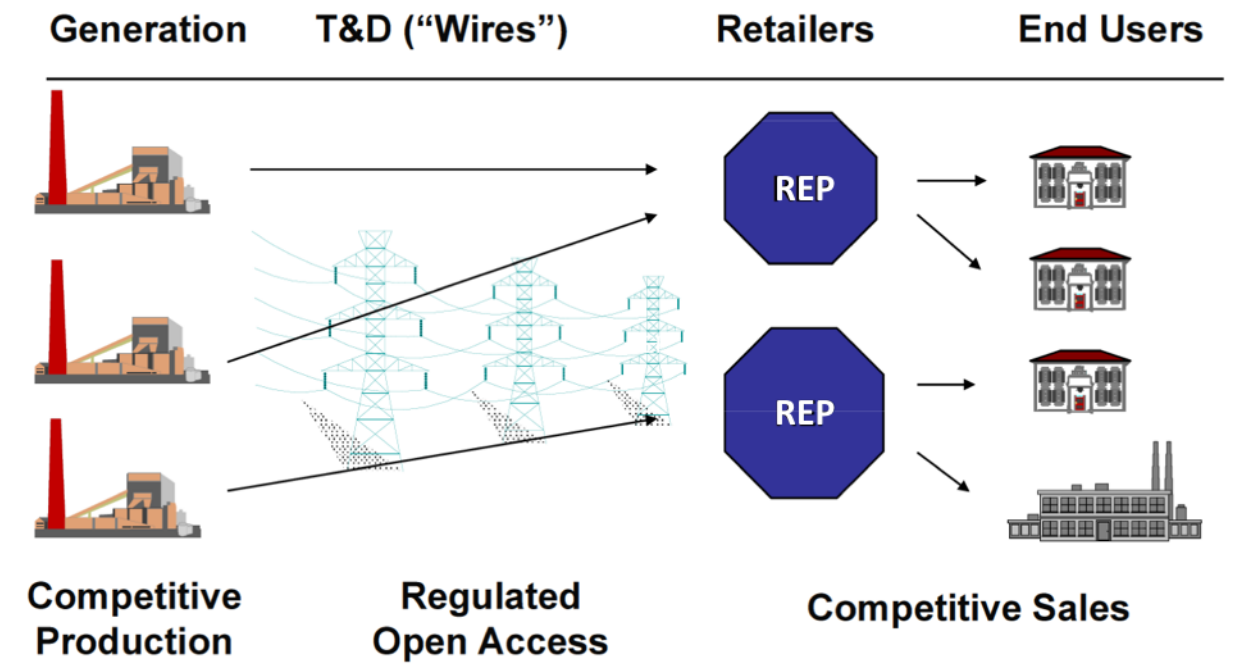 Generation
T&D (“Wires”)
Retailers
End Users
REP
REP
Competitive
Production
Regulated
Open Access
Competitive Sales